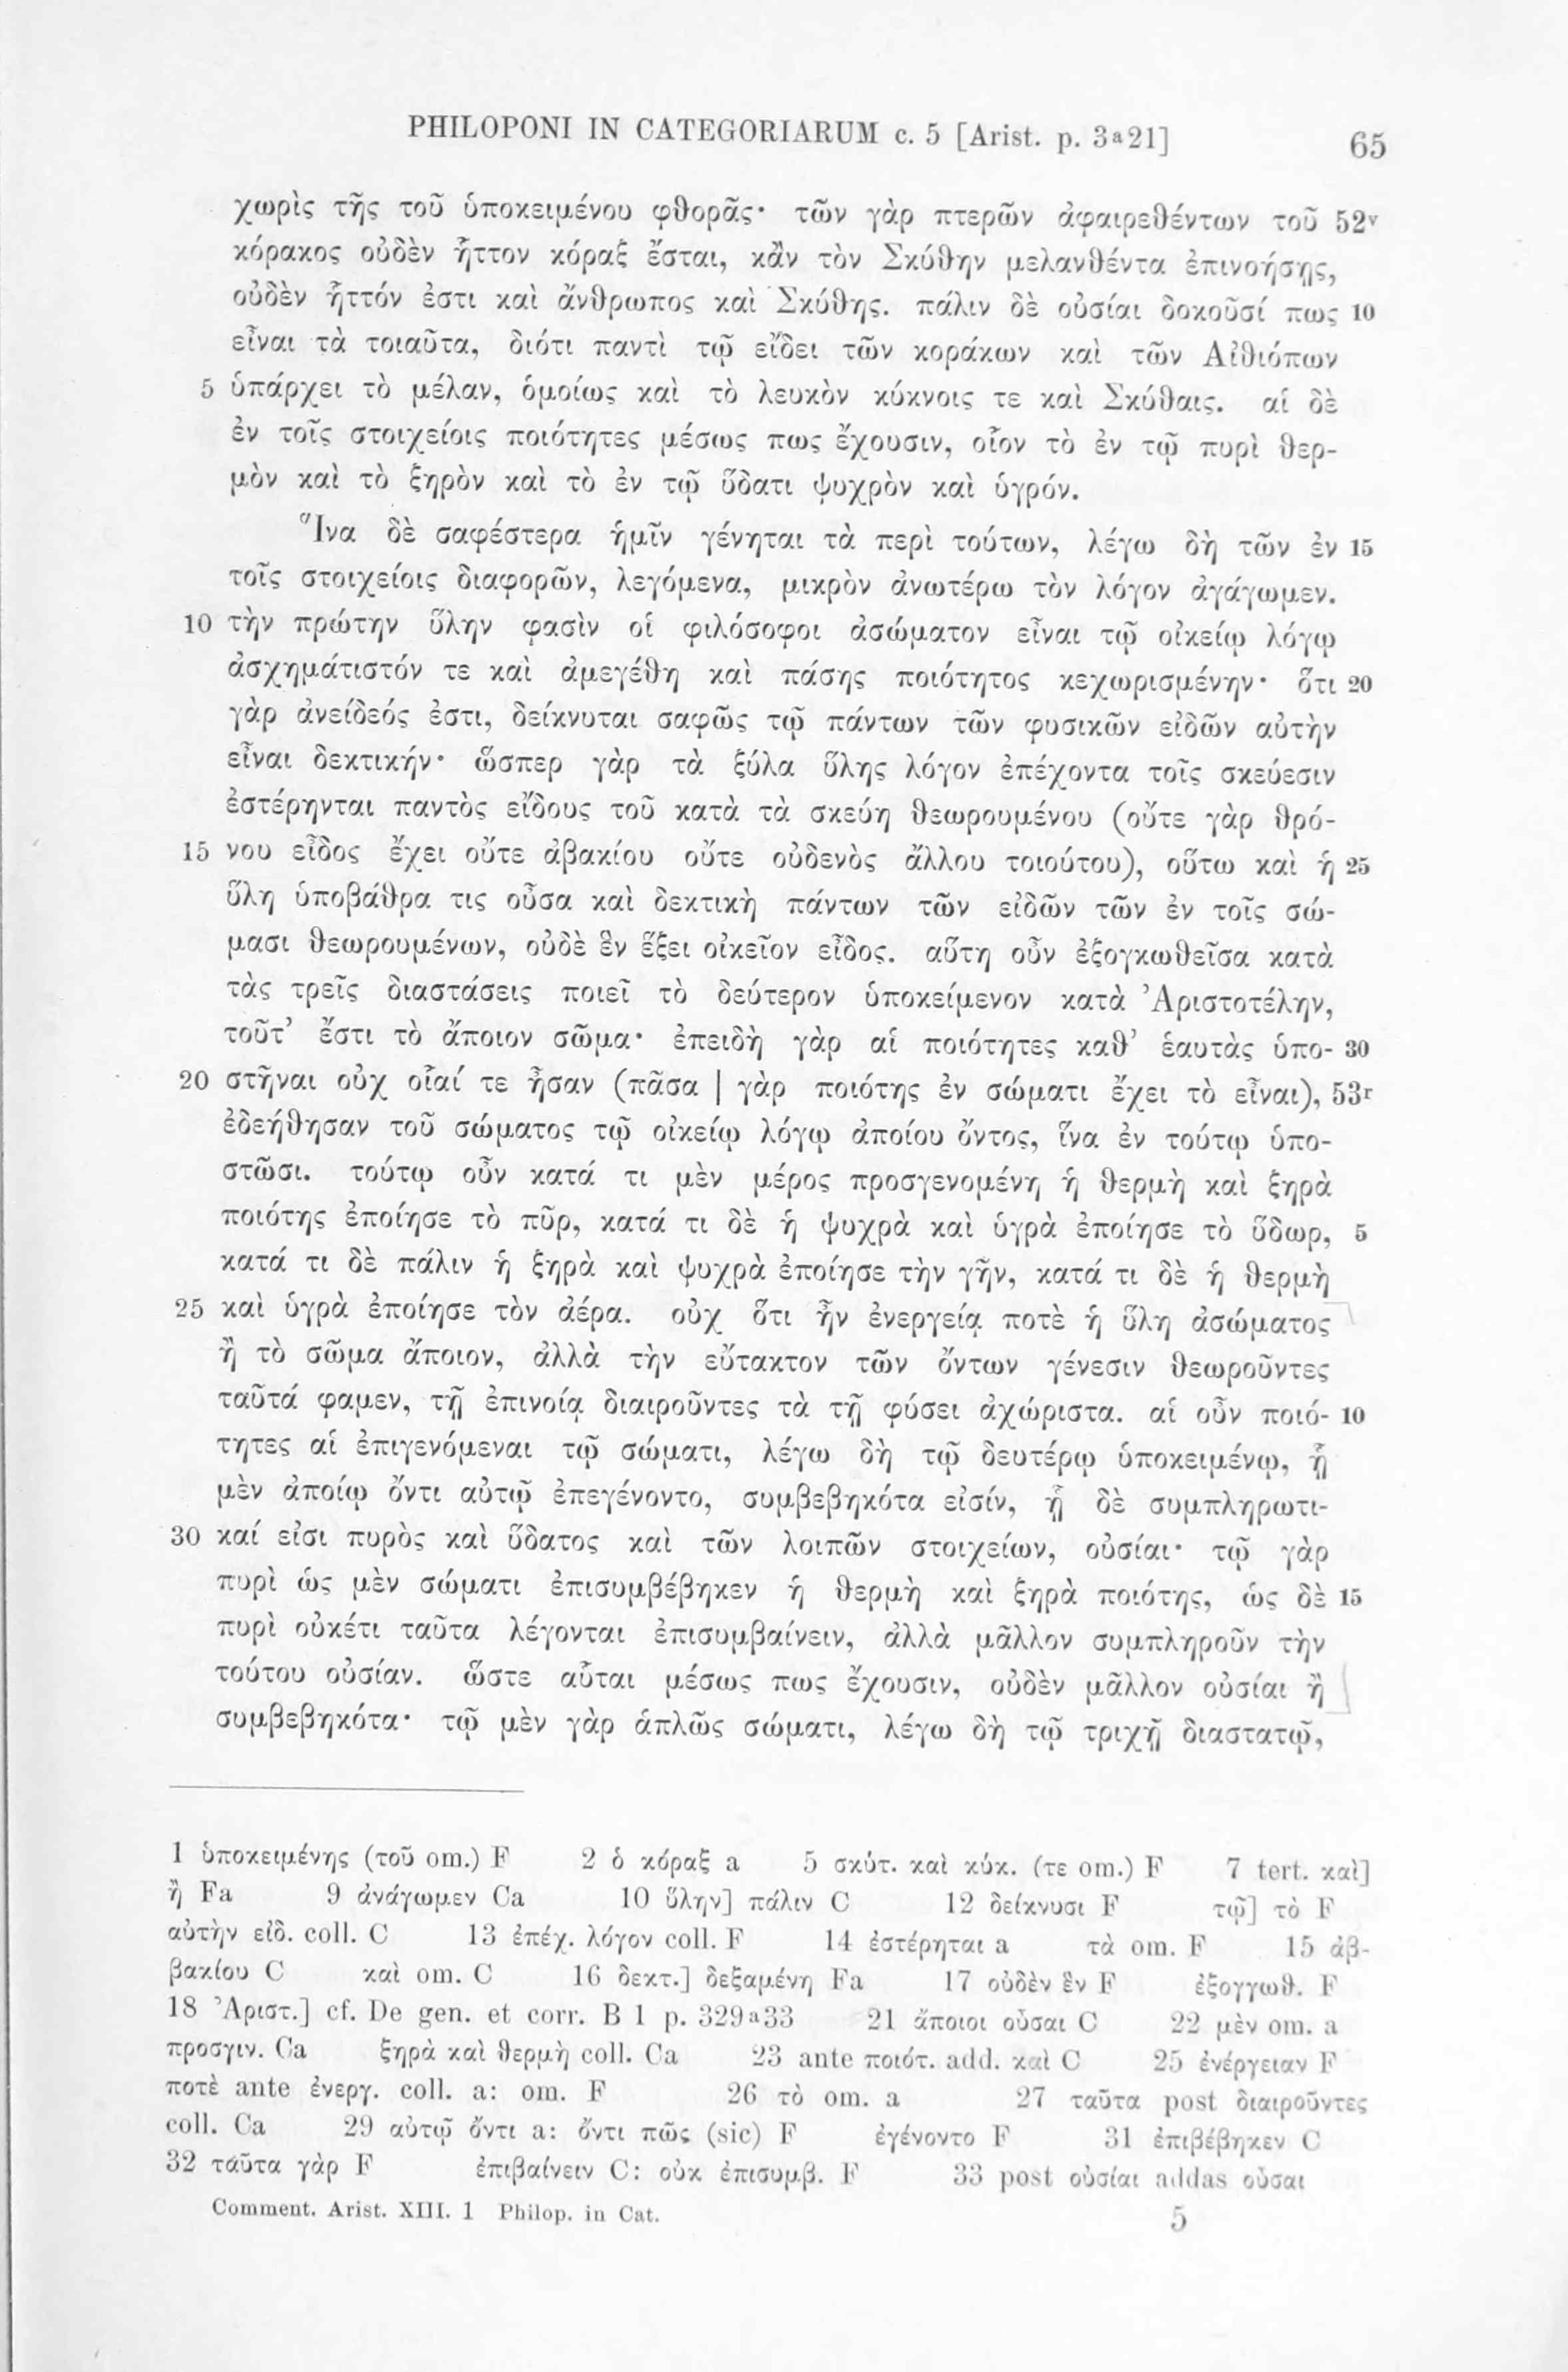 PHILOPONI IN CATEGORIARUM c. 5 [Arist. p. 3a21] 65
χωρὶς τῆς τοῦ ὑποκειμένου φθορᾶς· τῶν γὰρ πτερῶν ἀφαιρεθέντων τοῦ 52v
κόρακος οὐδὲν ἧττον κόραξ ἔσται, κἂν τὸν Σκύθην μελανθέντα ἐπινοήσῃς,
οὐδὲν ἧττόν ἐστι καὶ ἄνθρωπος καὶ Σκύθης. πάλιν δὲ οὐσίαι δοκοῦσί πως 10
εἶναι τὰ τοιαῦτα, διότι παντὶ τῷ εἴδει τῶν κοράκων καὶ τῶν Αἰθιόπων
5 ὑπάρχει τὸ μέλαν, ὁμοίως καὶ τὸ λευκὸν κύκνοις τε καὶ Σκύθαις. αἱ δὲ
ἐν τοῖς στοιχείοις ποιότητες μέσως πως ἔχουσιν, οἷον τὸ ἐν τῷ πυρὶ θερ-
μὸν καὶ τὸ ξηρὸν καὶ τὸ ἐν τῷ ὕδατι ψυχρὸν καὶ ὑγρόν.
Ἵνα δὲ σαφέστερα ἡμῖν γένηται τὰ περὶ τούτων, λέγω δὴ τῶν ἐν 15
τοῖς στοιχείοις διαφορῶν, λεγόμενα, μικρὸν ἀνωτέρω τὸν λόγον ἀγάγωμεν.
10 τὴν πρώτην ὕλην φασὶν οἱ φιλόσοφοι ἀσώματον εἶναι τῷ οἰκείῳ λόγῳ
ἀσχημάτιστόν τε καὶ ἀμεγέθη καὶ πάσης ποιότητος κεχωρισμένην· ὅτι 20
γὰρ ἀνείδεός ἐστι, δείκνυται σαφῶς τῷ πάντων τῶν φυσικῶν εἰδῶν αὐτὴν
εἶναι δεκτικήν· ὥσπερ γὰρ τὰ ξύλα ὕλης λόγον ἐπέχοντα τοῖς σκεύεσιν
ἐστέρηνται παντὸς εἴδους τοῦ κατὰ τὰ σκεύη θεωρουμένου (οὔτε γὰρ θρό-
15 νου εἶδος ἔχει οὔτε ἀβακίου οὔτε οὐδενὸς ἄλλου τοιούτου), οὕτω καὶ ἡ 25
ὕλη ὑποβάθρα τις οὖσα καὶ δεκτικὴ πάντων τῶν εἰδῶν τῶν ἐν τοῖς σώ-
μασι θεωρουμένων, οὐδὲ ἓν ἕξει οἰκεῖον εἶδος. αὕτη οὖν ἐξογκωθεῖσα κατὰ
τὰς τρεῖς διαστάσεις ποιεῖ τὸ δεύτερον ὑποκείμενον κατὰ Ἀριστοτέλην,
τοῦτ' ἔστι τὸ ἄποιον σῶμα· ἐπειδὴ γὰρ αἱ ποιότητες καθ' ἑαυτὰς ὑπο- 30
20 στῆναι οὐχ οἷαί τε ἦσαν (πᾶσα | γὰρ ποιότης ἐν σώματι ἔχει τὸ εἶναι), 53r
ἐδεήθησαν τοῦ σώματος τῷ οἰκείῳ λόγῳ ἀποίου ὄντος, ἵνα ἐν τούτῳ ὑπο-
στῶσι. τούτῳ οὖν κατά τι μὲν μέρος προσγενομένη ἡ θερμὴ καὶ ξηρὰ
ποιότης ἐποίησε τὸ πῦρ, κατά τι δὲ ἡ ψυχρὰ καὶ ὑγρὰ ἐποίησε τὸ ὕδωρ, 5
κατά τι δὲ πάλιν ἡ ξηρὰ καὶ ψυχρὰ ἐποίησε τὴν γῆν, κατά τι δὲ ἡ θερμὴ
25 καὶ ὑγρὰ ἐποίησε τὸν ἀέρα. οὐχ ὅτι ἦν ἐνεργείᾳ ποτὲ ἡ ὕλη ἀσώματος
ἢ τὸ σῶμα ἄποιον, ἀλλὰ τὴν εὔτακτον τῶν ὄντων γένεσιν θεωροῦντες
ταῦτά φαμεν, τῇ ἐπινοίᾳ διαιροῦντες τὰ τῇ φύσει ἀχώριστα. αἱ οὖν ποιό- 10
τητες αἱ ἐπιγενόμεναι τῷ σώματι, λέγω δὴ τῷ δευτέρῳ ὑποκειμένῳ, ᾗ
μὲν ἀποίῳ ὄντι αὐτῷ ἐπεγένοντο, συμβεβηκότα εἰσίν, ᾗ δὲ συμπληρωτι-
30 καί εἰσι πυρὸς καὶ ὕδατος καὶ τῶν λοιπῶν στοιχείων, οὐσίαι· τῷ γὰρ
πυρὶ ὡς μὲν σώματι ἐπισυμβέβηκεν ἡ θερμὴ καὶ ξηρὰ ποιότης, ὡς δὲ 15
πυρὶ οὐκέτι ταῦτα λέγονται ἐπισυμβαίνειν, ἀλλὰ μᾶλλον συμπληροῦν τὴν
τούτου οὐσίαν. ὥστε αὗται μέσως πως ἔχουσιν, οὐδὲν μᾶλλον οὐσίαι ἢ
συμβεβηκότα· τῷ μὲν γὰρ ἁπλῶς σώματι, λέγω δὴ τῷ τριχῇ διαστατῷ,
1 ὑποκειμένης (τοῦ om.) F 2 ὁ κόραξ a 5 σκύτ. καὶ κύκ. (τε om.) F 7 tert. καὶ]
ἢ Fa 9 ἀνάγωμεν Ca 10 ὕλην] πάλιν C 12 δείκνυσι F τῷ] τὸ F
αὐτὴν εἰδ. coll. C 13 ἐπέχ. λόγον coll. F 14 ἐστέρηται a τὰ om. F 15 ἀβ-
βακίου C καὶ om. C 16 δεκτ.] δεξαμένη Fa 17 οὐδὲν ἓν F ἐξογγωθ. F
18 Ἀριστ.] cf. De gen. et corr. B 1 p. 329a33 21 ἄποιοι οὖσαι C 22 μὲν om. a
προσγιν. Ca ξηρὰ καὶ θερμὴ coll. Ca 23 ante ποιότ. add. καὶ C 25 ἐνέργειαν F
ποτὲ ante ἐνεργ. coll. a: om. F 26 τὸ om. a 27 ταῦτα post διαιροῦντες
coll. Ca 29 αὐτῷ ὄντι a: ὄντι πῶς (sic) F ἐγένοντο F 31 ἐπιβέβηκεν C
32 ταῦτα γὰρ F ἐπιβαίνειν C: οὐκ ἐπισυμβ. F 33 post οὐσίαι addas οὖσαι
Comment. Arist. XIII. 1 Philop. in Cat. 5